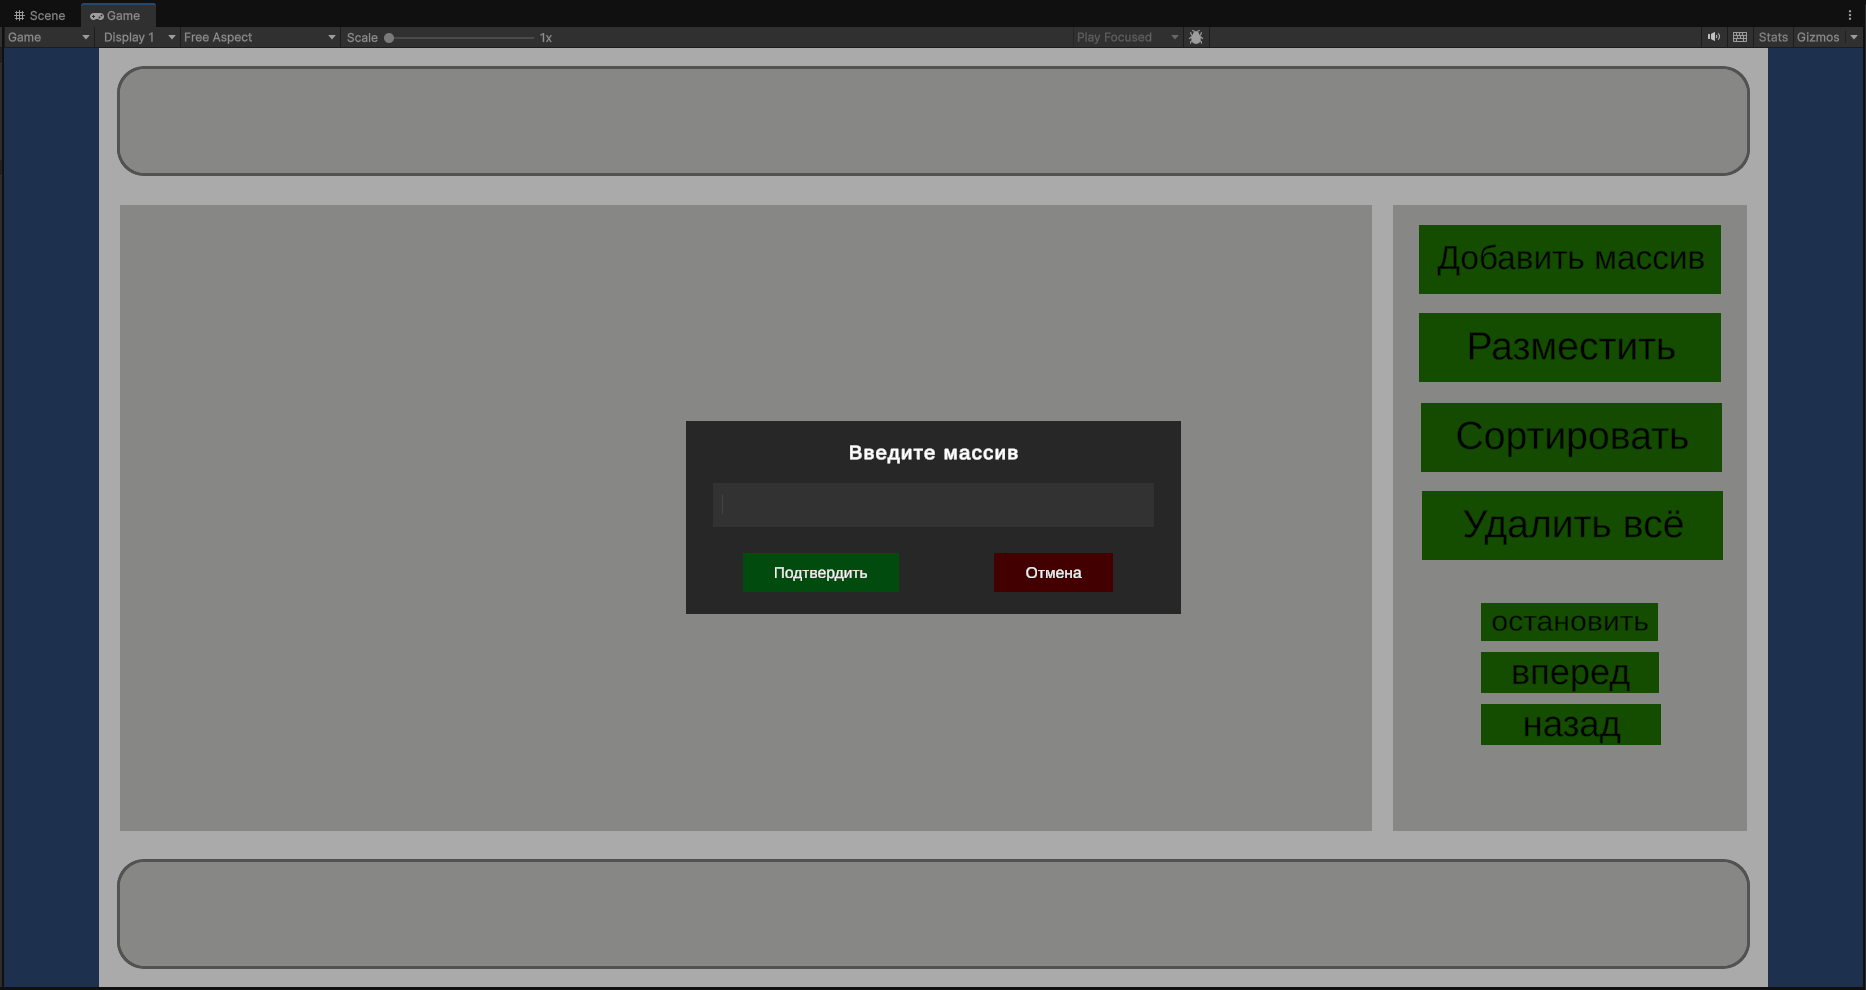 Scene
Game
Game
Display 1
Free Aspect
Scale
1x
Play Focused
Stats
Gizmos
Добавить массив
Разместить
Сортировать
Удалить всё
остановить
вперед
назад
Введите массив
Подтвердить
Отмена